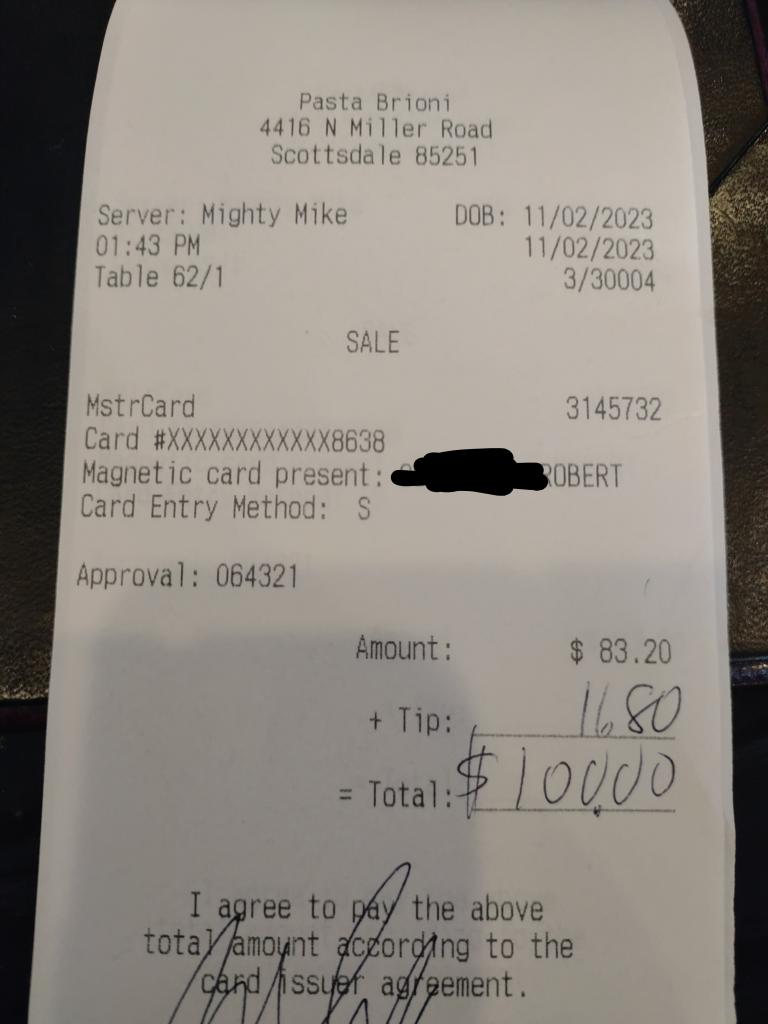 Pasta Brioni
4416 N Miller Road
Scottsdale 85251
Server: Mighty Mike DOB: 11/02/2023
01:43 PM 11/02/2023
Table 62/1 3/30004
SALE
MstrCard 3145732
Card #XXXXXXXXXXXX8638
Magnetic card present: ROBERT
Card Entry Method: S
Approval: 064321
Amount: $ 83.20
+ Tip: 16.80
= Total: $100.00
I agree to pay the above
total amount according to the
card issuer agreement.